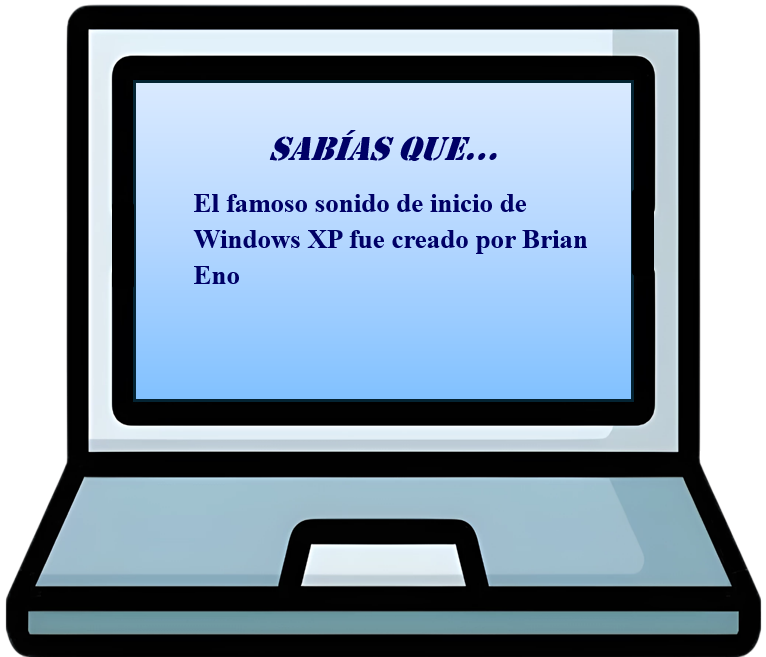 SABÍAS QUE...
El famoso sonido de inicio de
Windows XP fue creado por Brian
Eno